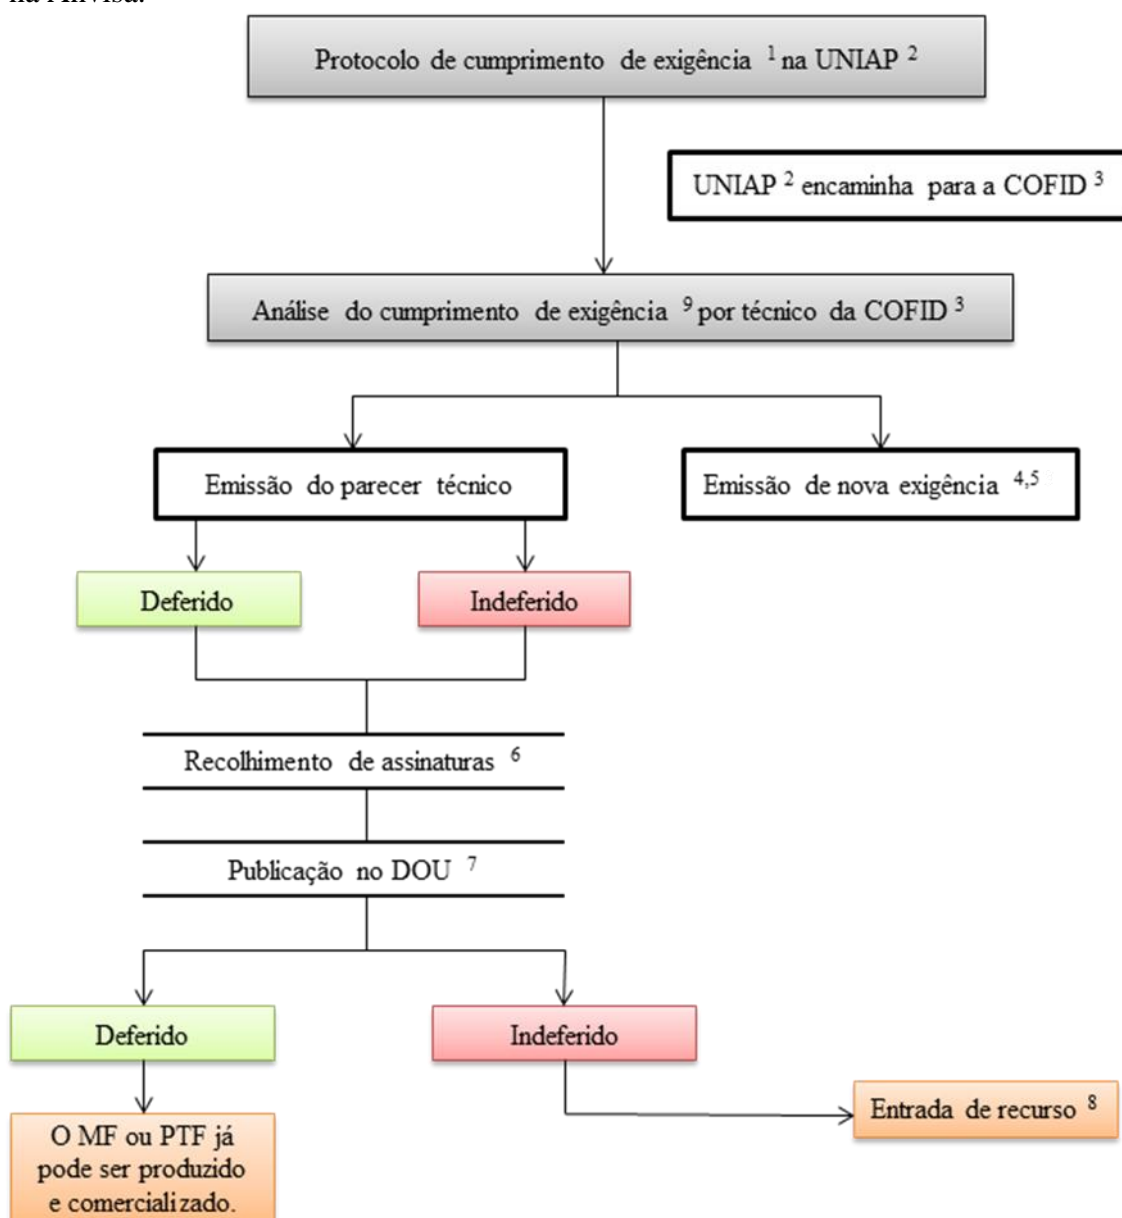 na Anvisa.
Protocolo de cumprimento de exigência 1 na UNIAP 2
UNIAP 2 encaminha para a COFID 3
Análise do cumprimento de exigência 9 por técnico da COFID 3
Emissão do parecer técnico
Emissão de nova exigência 4,5
Deferido
Indeferido
Recolhimento de assinaturas 6
Publicação no DOU 7
Deferido
Indeferido
Entrada de recurso 8
O MF ou PTF já
pode ser produzido
e comercializado.